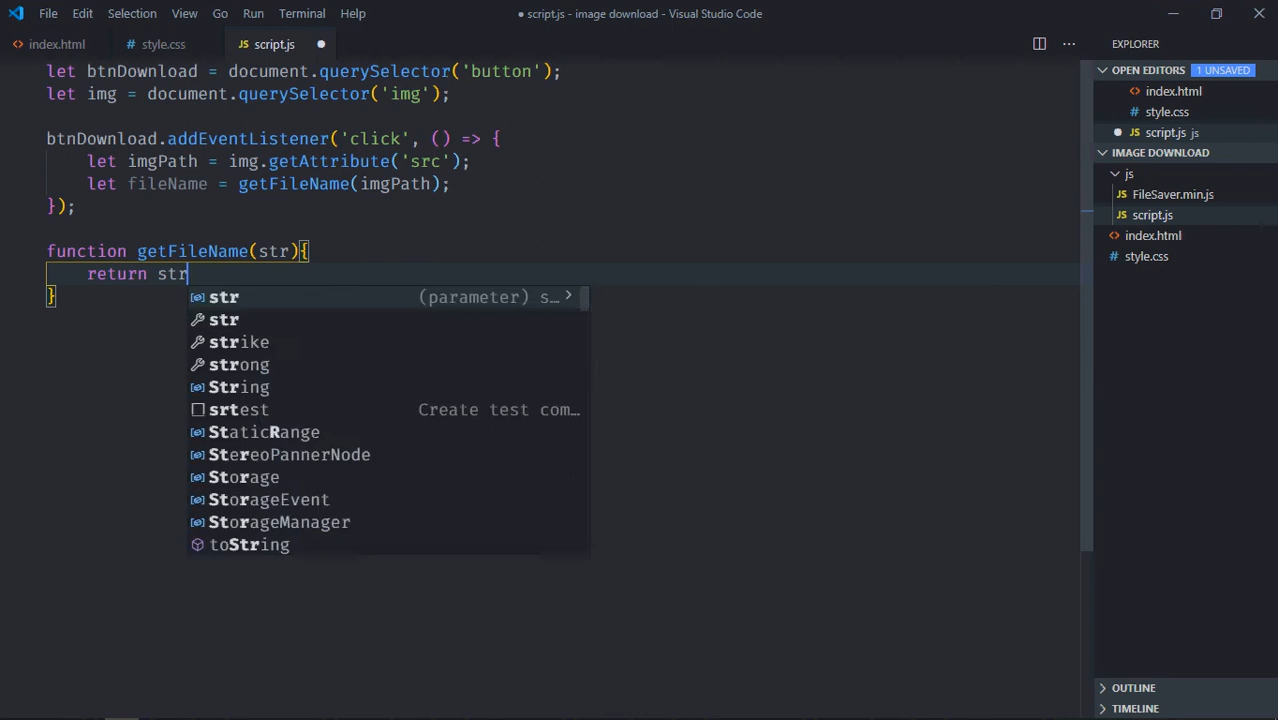 File Edit Selection View Go Run Terminal Help ● script.js - image download - Visual Studio Code
<> index.html # style.css JS script.js ●
let btnDownload = document.querySelector('button');
let img = document.querySelector('img');
btnDownload.addEventListener('click', () => {
let imgPath = img.getAttribute('src');
let fileName = getFileName(imgPath);
});
function getFileName(str){
return str
}
str (parameter) s… >
str
strike
strong
String
srtest Create test com…
StaticRange
StereoPannerNode
Storage
StorageEvent
StorageManager
toString
EXPLORER
OPEN EDITORS 1 UNSAVED
<> index.html
# style.css
● JS script.js js
IMAGE DOWNLOAD
js
JS FileSaver.min.js
JS script.js
<> index.html
# style.css
OUTLINE
TIMELINE